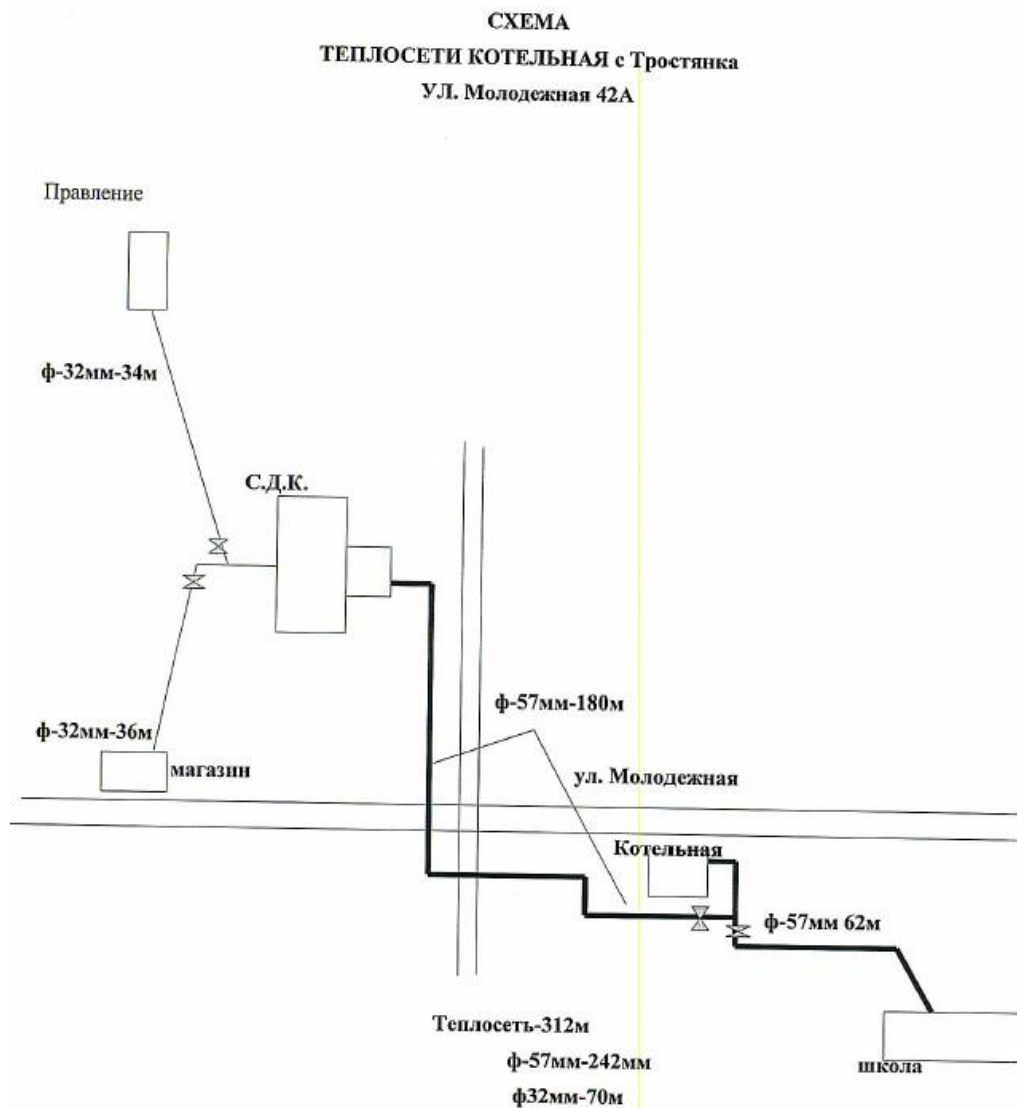 СХЕМА
ТЕПЛОСЕТИ КОТЕЛЬНАЯ с Тростянка
УЛ. Молодежная 42А
Правление
ф-32мм-34м
С.Д.К.
ф-57мм-180м
ф-32мм-36м
магазин
ул. Молодежная
Котельная
ф-57мм 62м
Теплосеть-312м
ф-57мм-242мм
школа
ф32мм-70м